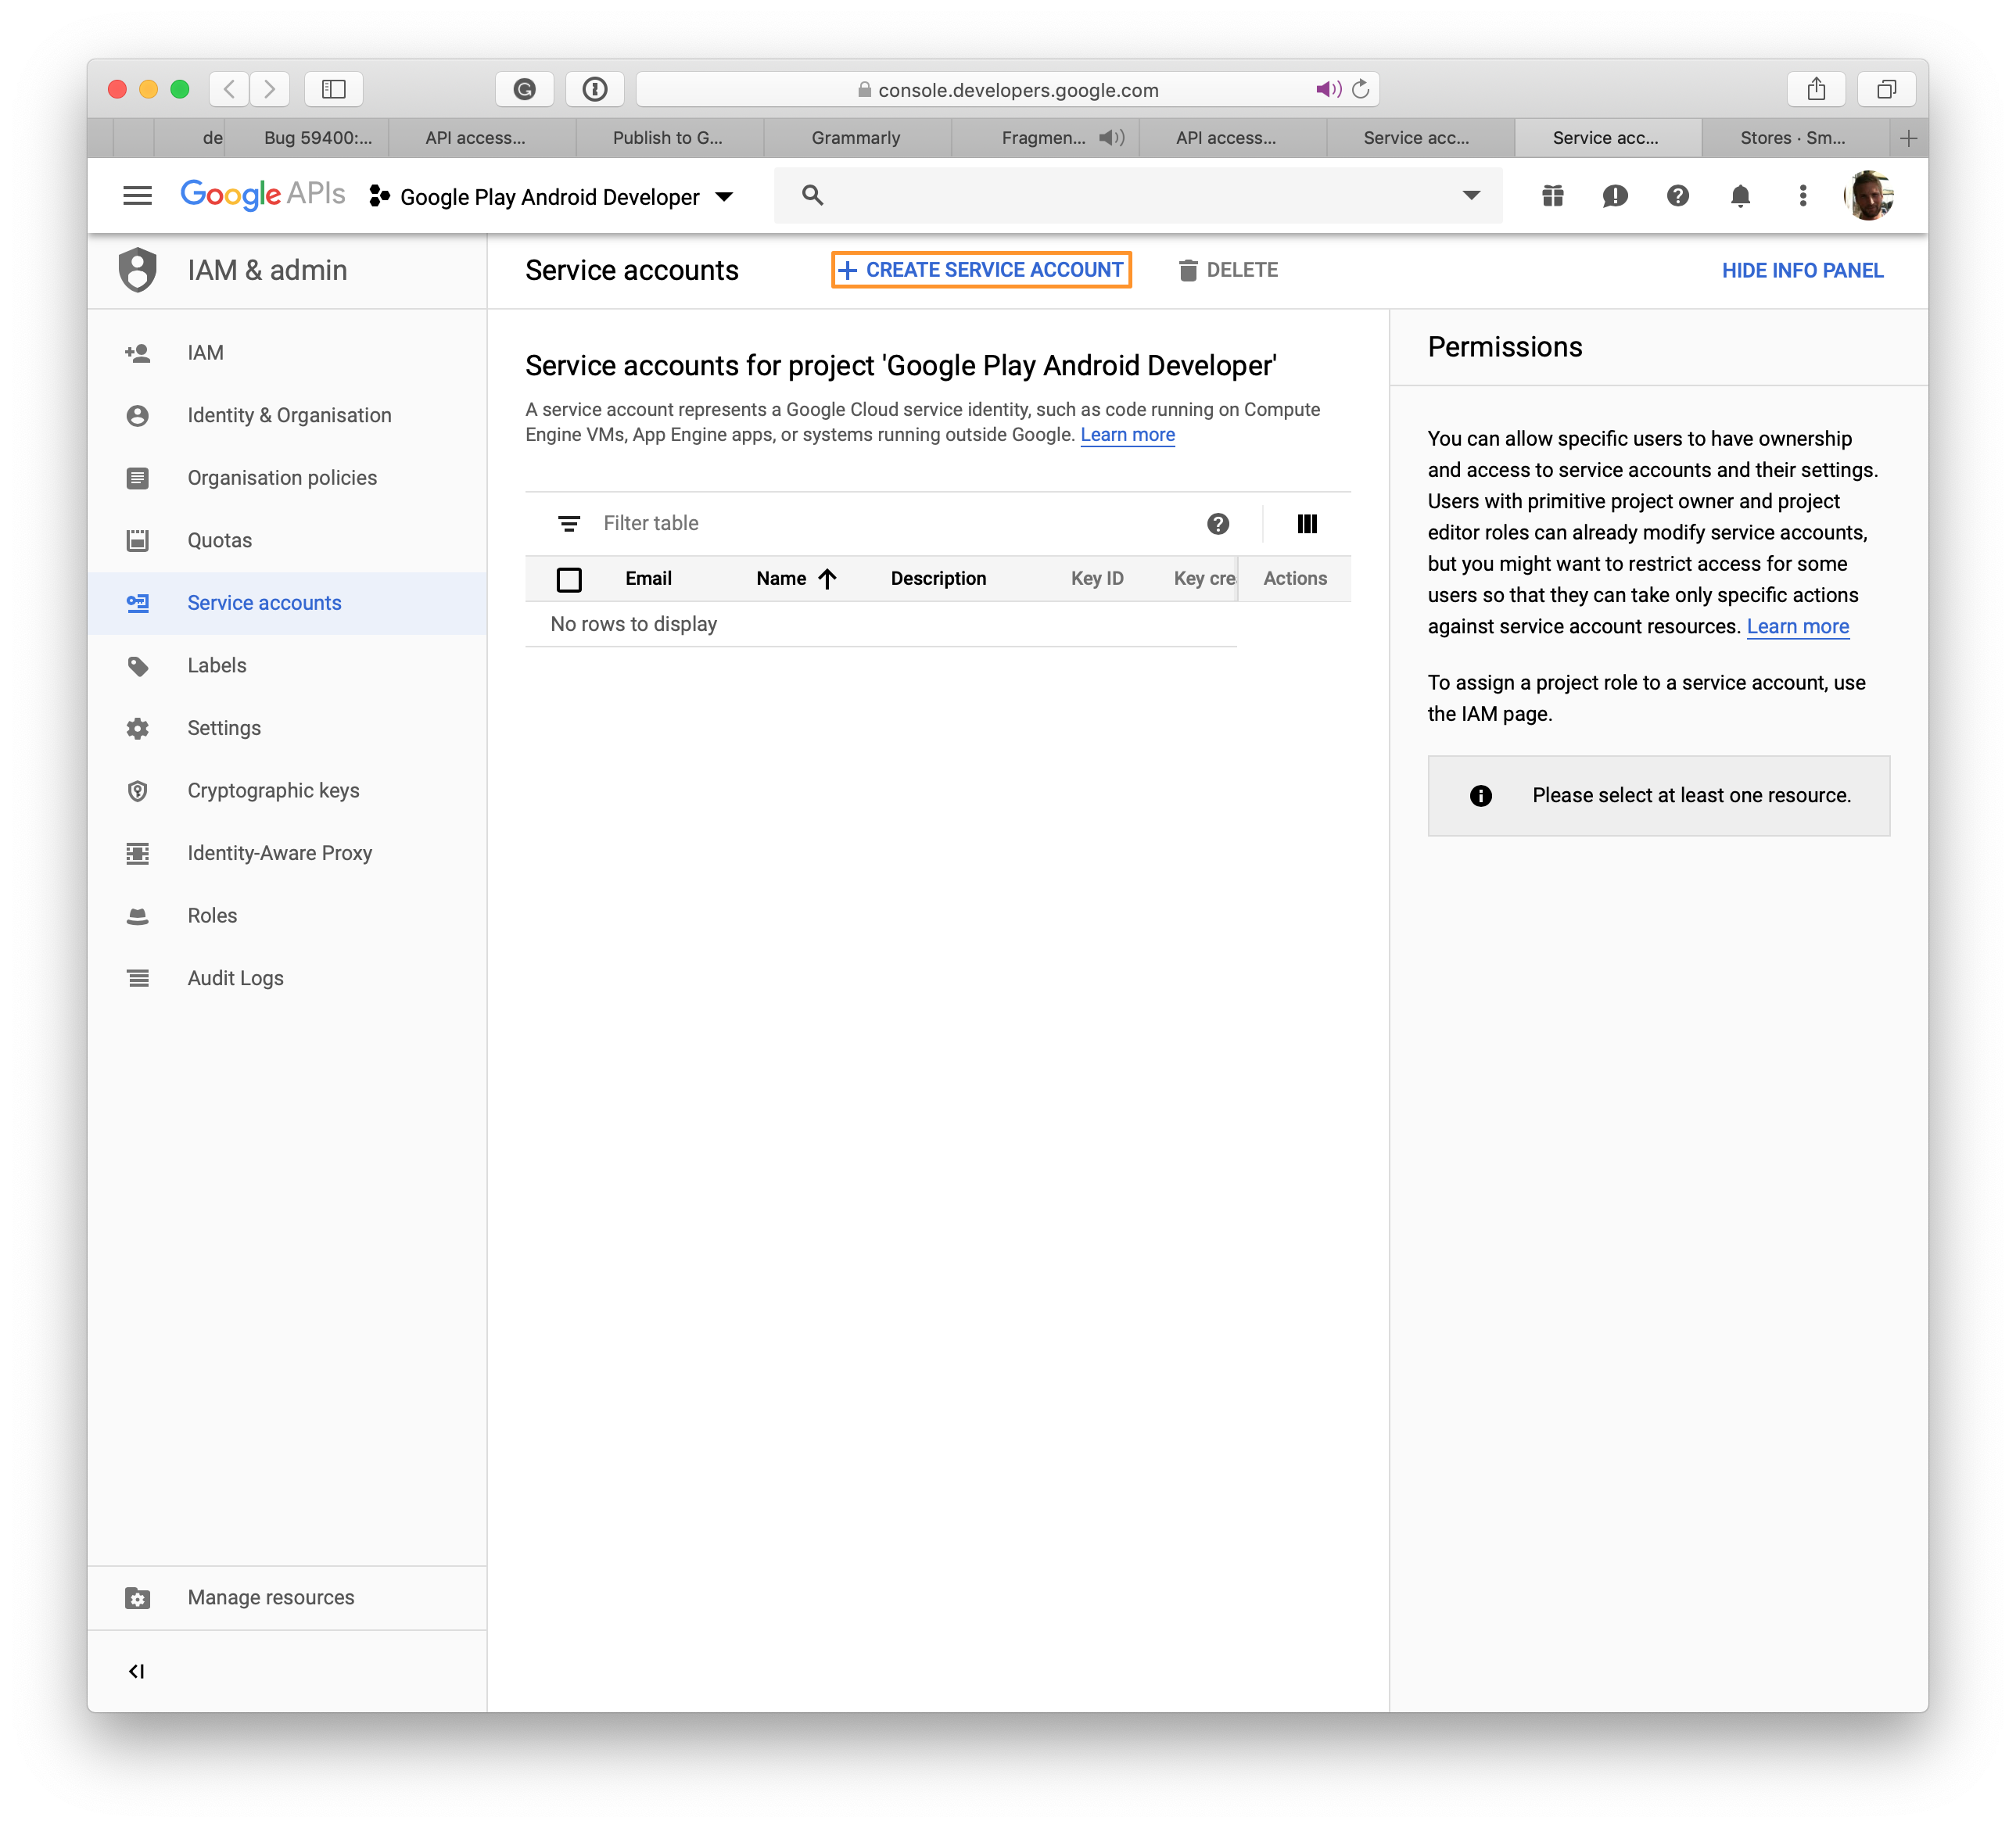 console.developers.google.com
de
Bug 59400:...
API access...
Publish to G...
Grammarly
Fragmen...
API access...
Service acc...
Service acc...
Stores · Sm...
Google APIs
Google Play Android Developer
IAM & admin
Service accounts
CREATE SERVICE ACCOUNT
DELETE
HIDE INFO PANEL
IAM
Identity & Organisation
Organisation policies
Quotas
Service accounts
Labels
Settings
Cryptographic keys
Identity-Aware Proxy
Roles
Audit Logs
Manage resources
Service accounts for project 'Google Play Android Developer'
A service account represents a Google Cloud service identity, such as code running on Compute
Engine VMs, App Engine apps, or systems running outside Google. Learn more
Filter table
Email
Name
Description
Key ID
Key cre
Actions
No rows to display
Permissions
You can allow specific users to have ownership
and access to service accounts and their settings.
Users with primitive project owner and project
editor roles can already modify service accounts,
but you might want to restrict access for some
users so that they can take only specific actions
against service account resources. Learn more
To assign a project role to a service account, use
the IAM page.
Please select at least one resource.